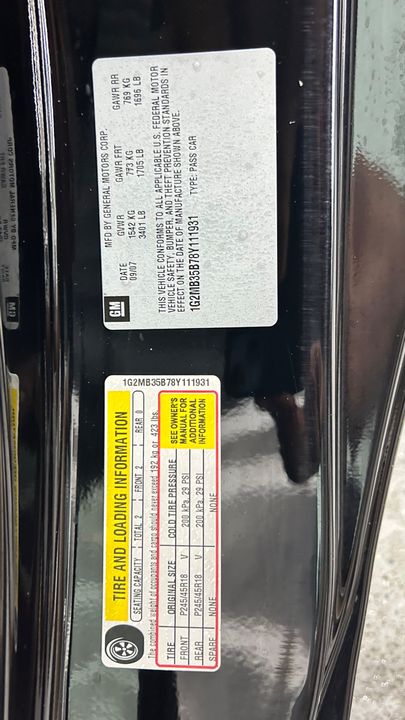 GM
MFD BY GENERAL MOTORS CORP.
DATE GVWR GAWR FRT GAWR RR
09/07 1542 KG 773 KG 769 KG
3401 LB 1705 LB 1696 LB
THIS VEHICLE CONFORMS TO ALL APPLICABLE U.S. FEDERAL MOTOR
VEHICLE SAFETY, BUMPER, AND THEFT PREVENTION STANDARDS IN
EFFECT ON THE DATE OF MANUFACTURE SHOWN ABOVE.
1G2MB35B78Y111931 TYPE: PASS CAR
1G2MB35B78Y111931
TIRE AND LOADING INFORMATION
SEATING CAPACITY TOTAL 2 FRONT 2 REAR 0
The combined weight of occupants and cargo should never exceed 192 kg or 423 lbs.
TIRE ORIGINAL SIZE COLD TIRE PRESSURE
FRONT P245/45R18 V 200 kPa, 29 PSI
REAR P245/45R18 V 200 kPa, 29 PSI
SPARE NONE NONE
SEE OWNER'S
MANUAL FOR
ADDITIONAL
INFORMATION